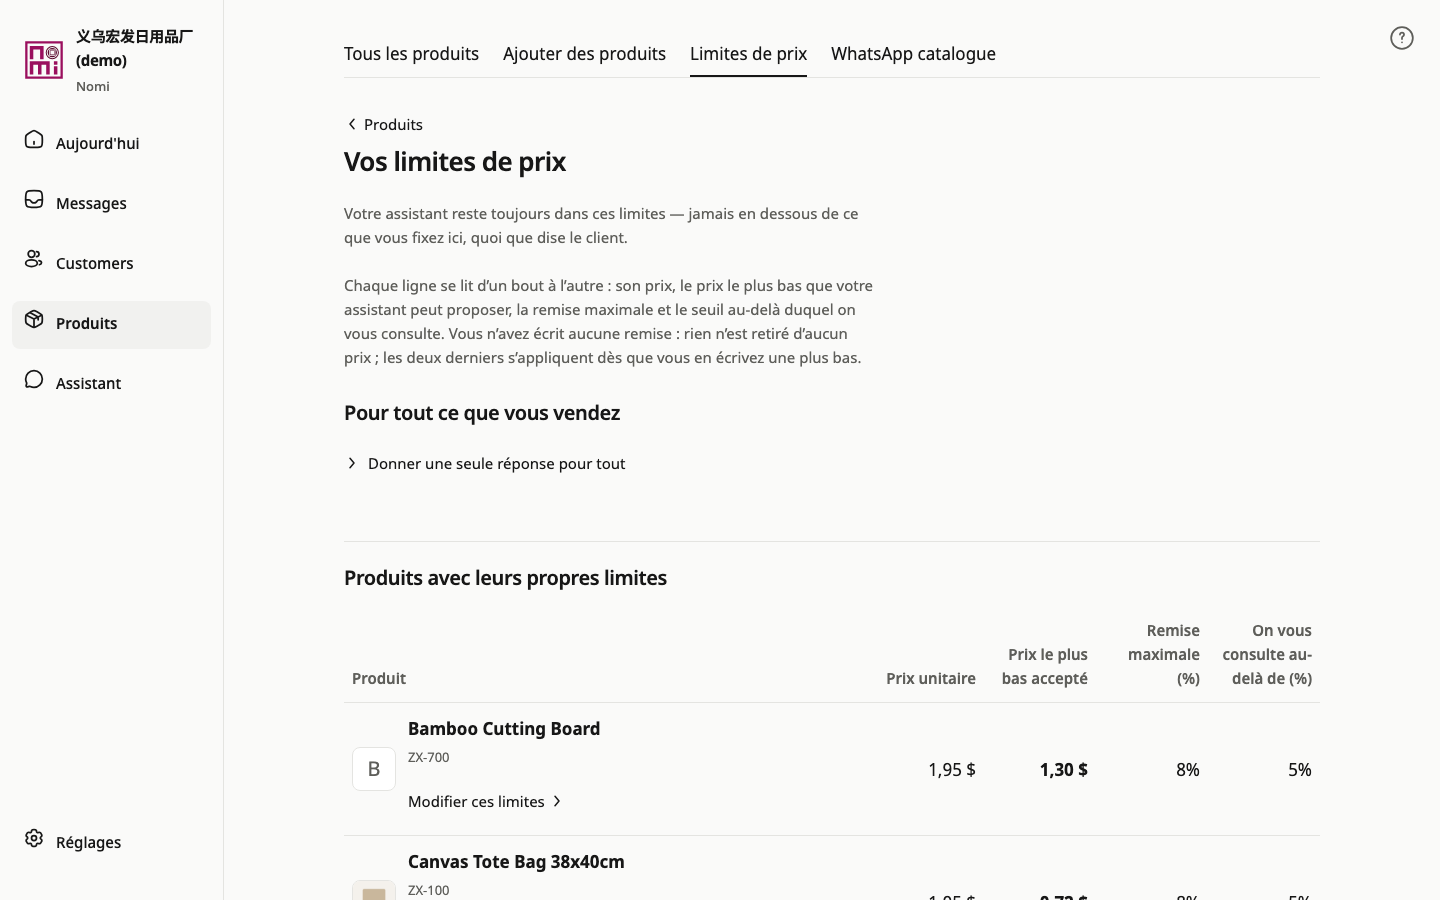 义乌宏发日用品厂
(demo)
Nomi
Aujourd'hui
Messages
Customers
Produits
Assistant
Réglages
Tous les produits
Ajouter des produits
Limites de prix
WhatsApp catalogue
Produits
Vos limites de prix
Votre assistant reste toujours dans ces limites — jamais en dessous de ce
que vous fixez ici, quoi que dise le client.
Chaque ligne se lit d’un bout à l’autre : son prix, le prix le plus bas que votre
assistant peut proposer, la remise maximale et le seuil au-delà duquel on
vous consulte. Vous n’avez écrit aucune remise : rien n’est retiré d’aucun
prix ; les deux derniers s’appliquent dès que vous en écrivez une plus bas.
Pour tout ce que vous vendez
Donner une seule réponse pour tout
Produits avec leurs propres limites
Produit
Prix unitaire
Prix le plus
bas accepté
Remise
maximale
(%)
On vous
consulte au-
delà de (%)
Bamboo Cutting Board
ZX-700
B
1,95 $
1,30 $
8%
5%
Modifier ces limites
Canvas Tote Bag 38x40cm
ZX-100